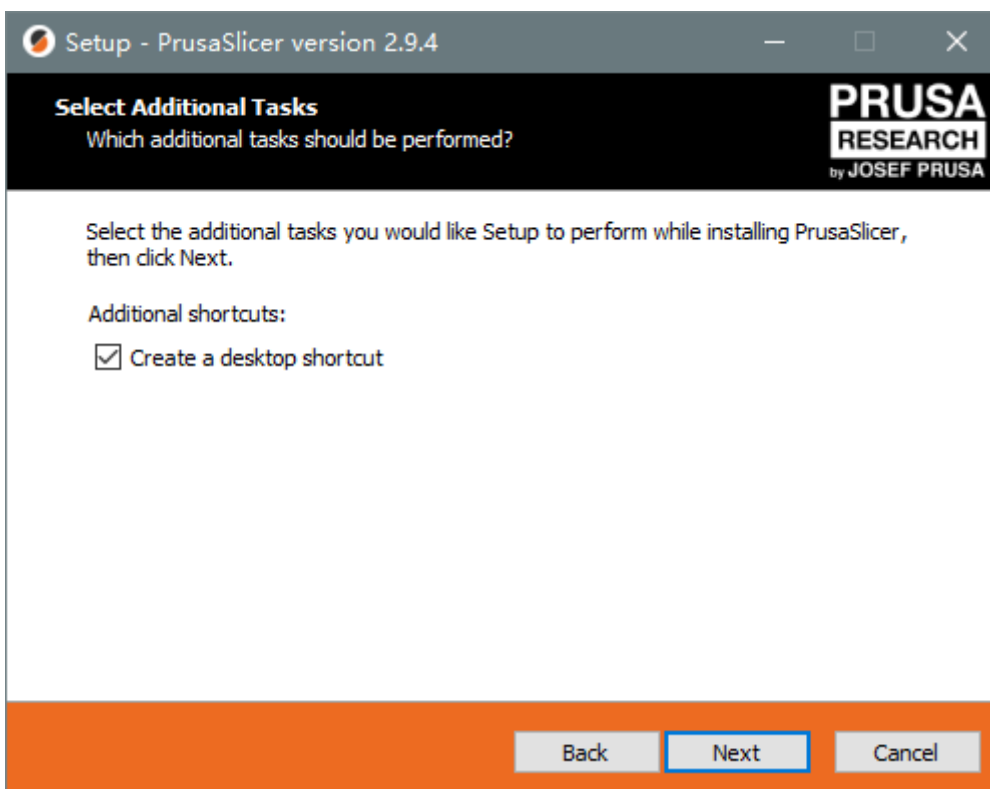 Setup - PrusaSlicer version 2.9.4
Select Additional Tasks
Which additional tasks should be performed?
PRUSA
RESEARCH
by JOSEF PRUSA
Select the additional tasks you would like Setup to perform while installing PrusaSlicer,
then click Next.
Additional shortcuts:
Create a desktop shortcut
Back
Next
Cancel